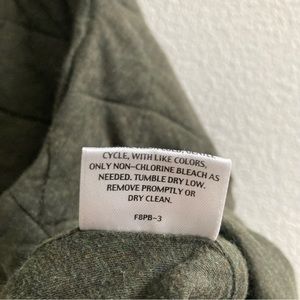 CYCLE, WITH LIKE COLORS,
ONLY NON-CHLORINE BLEACH AS
NEEDED. TUMBLE DRY LOW.
REMOVE PROMPTLY OR
DRY CLEAN.
F8PB-3